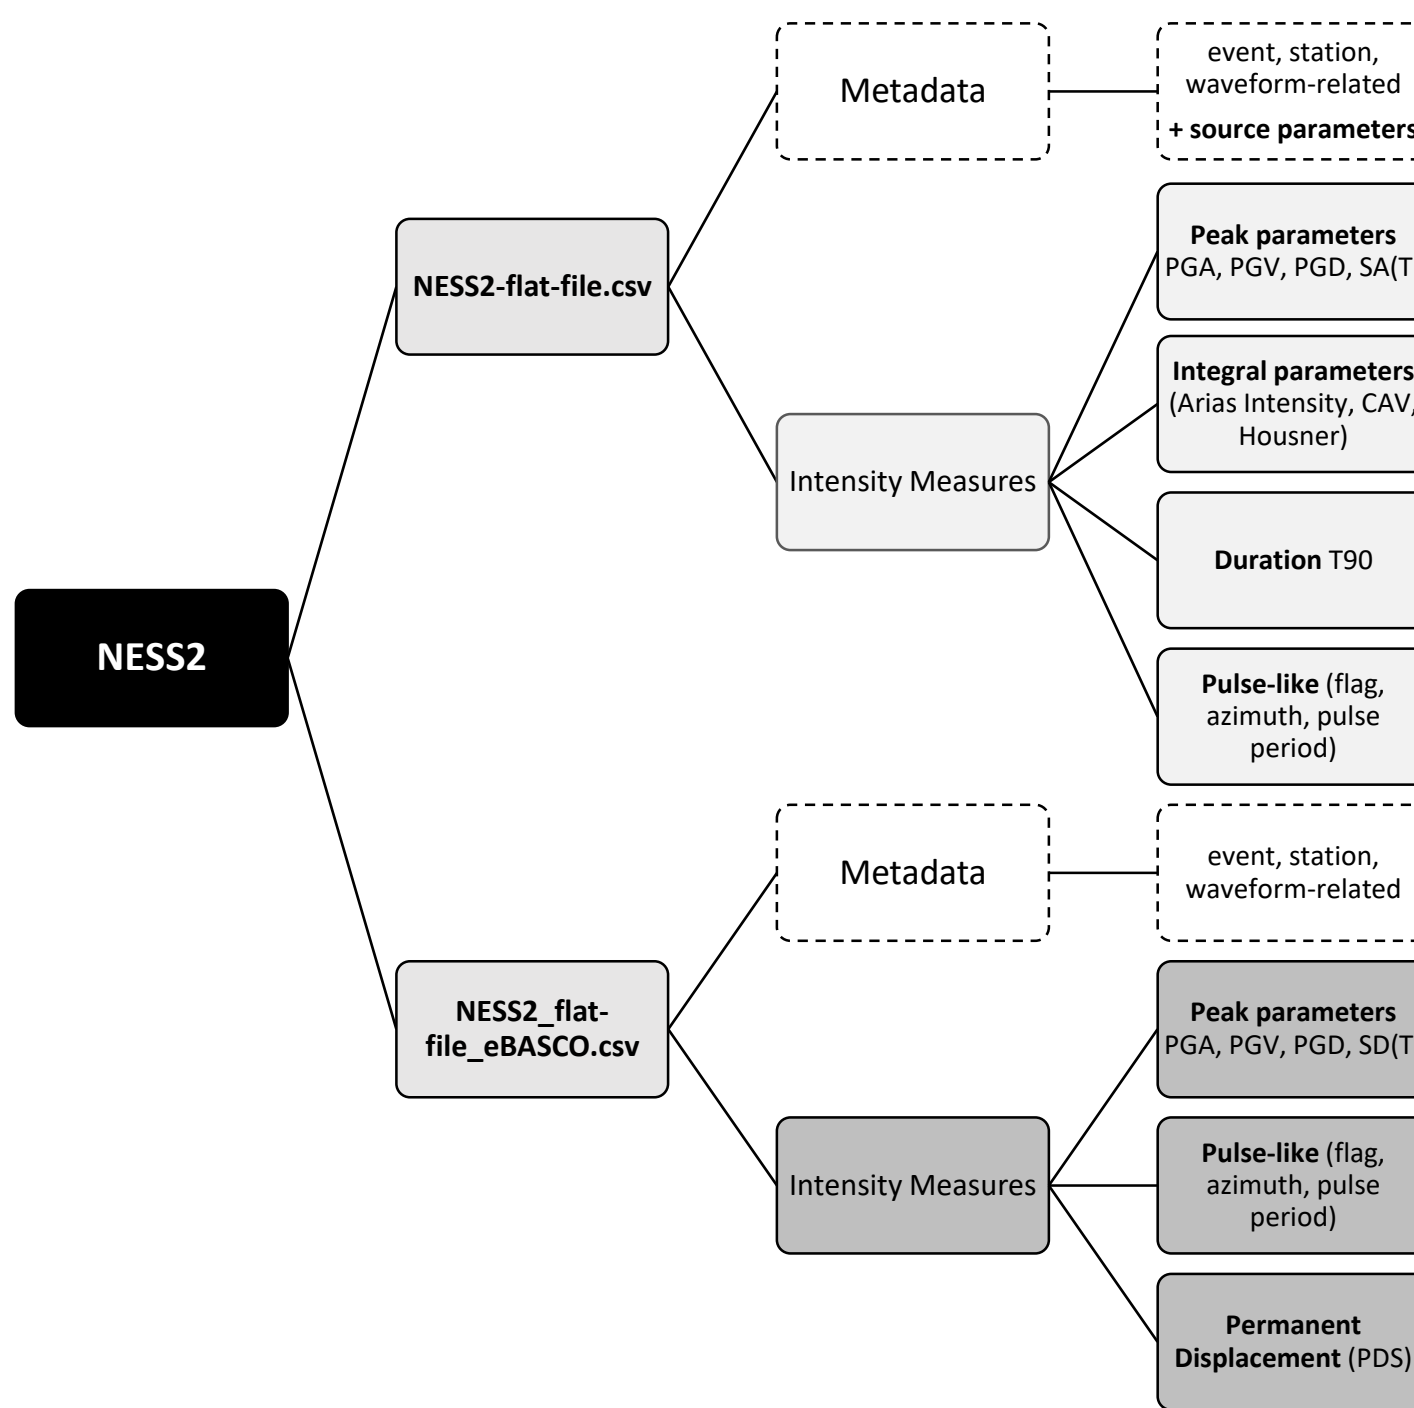 NESS2
NESS2-flat-file.csv
Metadata
event, station,
waveform-related
+ source parameters
Intensity Measures
Peak parameters
PGA, PGV, PGD, SA(T
Integral parameters
(Arias Intensity, CAV,
Housner)
Duration T90
Pulse-like (flag,
azimuth, pulse
period)
NESS2_flat-
file_eBASCO.csv
Metadata
event, station,
waveform-related
Intensity Measures
Peak parameters
PGA, PGV, PGD, SD(T
Pulse-like (flag,
azimuth, pulse
period)
Permanent
Displacement (PDS)